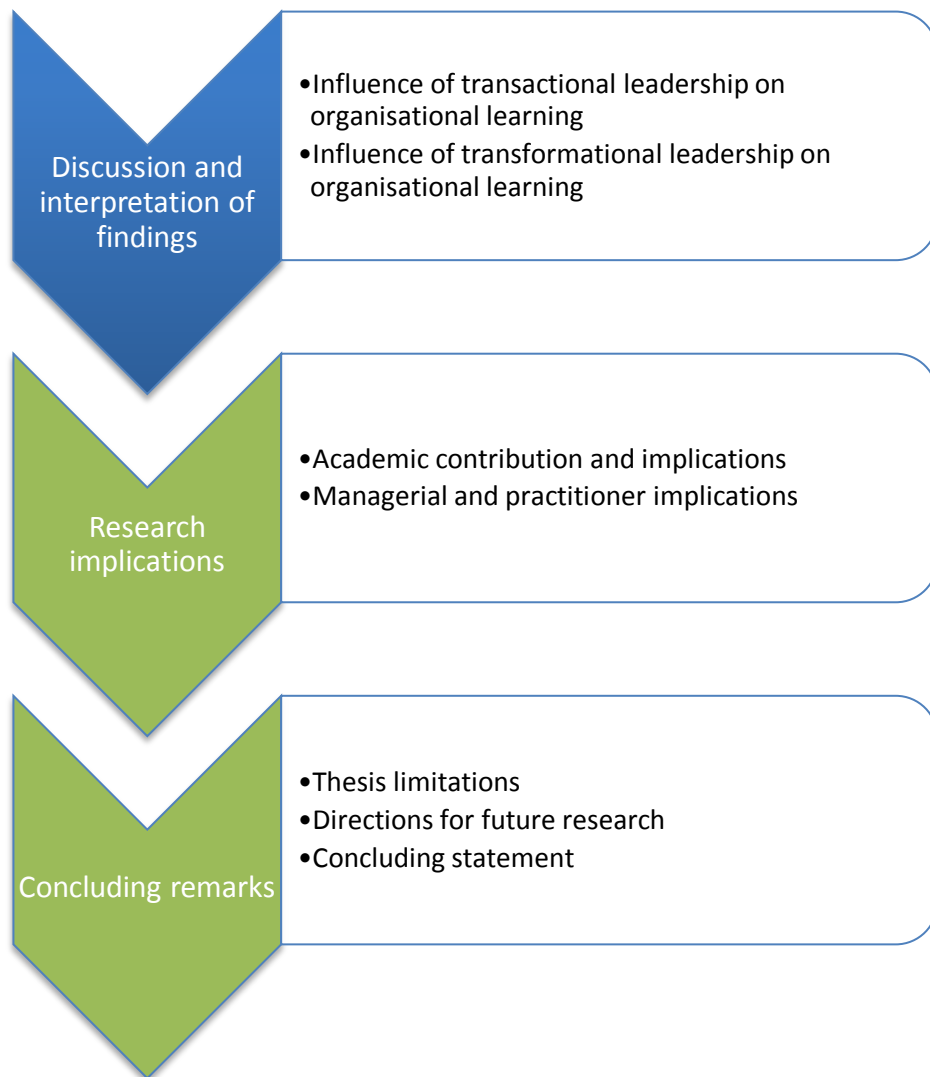 Discussion and
interpretation of
findings
•Influence of transactional leadership on
organisational learning
•Influence of transformational leadership on
organisational learning
Research
implications
•Academic contribution and implications
•Managerial and practitioner implications
Concluding remarks
•Thesis limitations
•Directions for future research
•Concluding statement